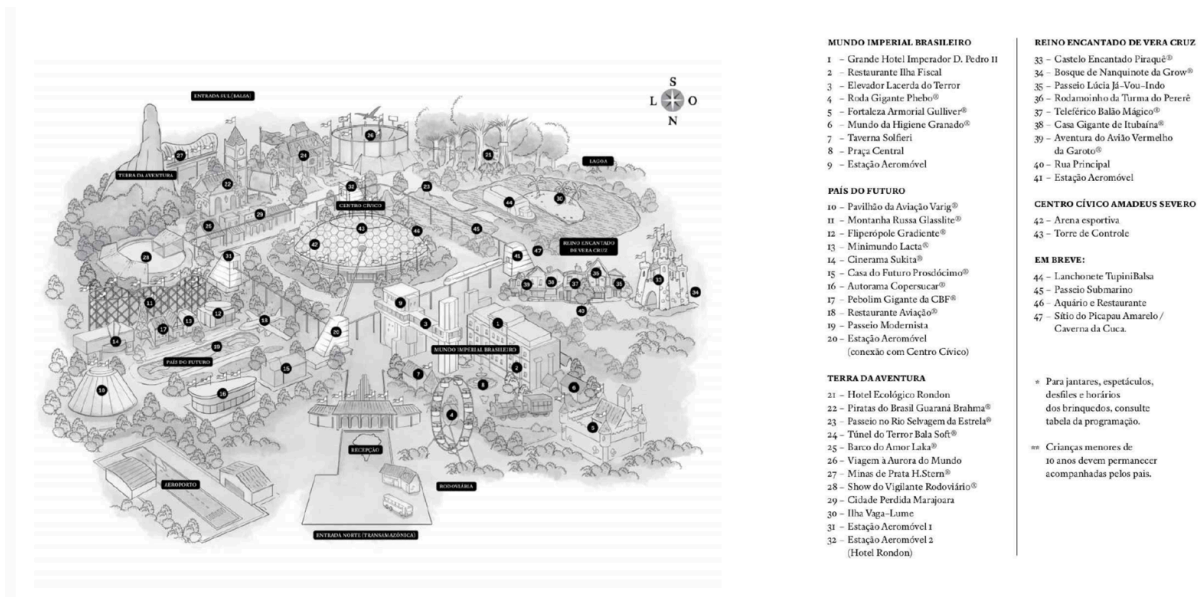 ENTRADA SUL (BALSA)
S
L O
N
TERRA DA AVENTURA
LAGOA
CENTRO CÍVICO
REINO ENCANTADO
DE VERA CRUZ
MUNDO IMPERIAL BRASILEIRO
PAÍS DO FUTURO
RECEPÇÃO
AEROPORTO
RODOVIÁRIA
ENTRADA NORTE (TRANSAMAZÔNICA)
MUNDO IMPERIAL BRASILEIRO
1 – Grande Hotel Imperador D. Pedro II
2 – Restaurante Ilha Fiscal
3 – Elevador Lacerda do Terror
4 – Roda Gigante Phebo®
5 – Fortaleza Armorial Gulliver®
6 – Mundo da Higiene Granado®
7 – Taverna Solfieri
8 – Praça Central
9 – Estação Aeromóvel
PAÍS DO FUTURO
10 – Pavilhão da Aviação Varig®
11 – Montanha Russa Glasslite®
12 – Fliperópole Gradiente®
13 – Minimundo Lacta®
14 – Cinerama Sukita®
15 – Casa do Futuro Prosdócimo®
16 – Autorama Copersucar®
17 – Pebolim Gigante da CBF®
18 – Restaurante Aviação®
19 – Passeio Modernista
20 – Estação Aeromóvel
(conexão com Centro Cívico)
TERRA DA AVENTURA
21 – Hotel Ecológico Rondon
22 – Piratas do Brasil Guaraná Brahma®
23 – Passeio no Rio Selvagem da Estrela®
24 – Túnel do Terror Bala Soft®
25 – Barco do Amor Laka®
26 – Viagem à Aurora do Mundo
27 – Minas de Prata H.Stern®
28 – Show do Vigilante Rodoviário®
29 – Cidade Perdida Marajoara
30 – Ilha Vaga-Lume
31 – Estação Aeromóvel 1
32 – Estação Aeromóvel 2
(Hotel Rondon)
REINO ENCANTADO DE VERA CRUZ
33 – Castelo Encantado Piraquê®
34 – Bosque de Nanquinote da Grow®
35 – Passeio Lúcia Já-Vou-Indo
36 – Rodamoinho da Turma do Pererê
37 – Teleférico Balão Mágico®
38 – Casa Gigante de Itubaína®
39 – Aventura do Avião Vermelho
da Garoto®
40 – Rua Principal
41 – Estação Aeromóvel
CENTRO CÍVICO AMADEUS SEVERO
42 – Arena esportiva
43 – Torre de Controle
EM BREVE:
44 – Lanchonete TupiniBalsa
45 – Passeio Submarino
46 – Aquário e Restaurante
47 – Sítio do Picapau Amarelo /
Caverna da Cuca.
* Para jantares, espetáculos,
desfiles e horários
dos brinquedos, consulte
tabela da programação.
** Crianças menores de
10 anos devem permanecer
acompanhadas pelos pais.